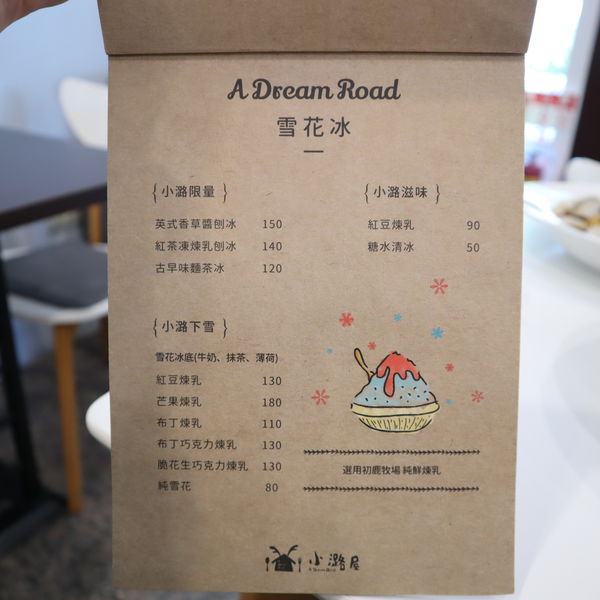 A Dream Road
雪花冰
{小潞限量}
英式香草醬刨冰 150
紅茶凍煉乳刨冰 140
古早味麵茶冰 120
{小潞滋味}
紅豆煉乳 90
糖水清冰 50
{小潞下雪}
雪花冰底(牛奶、抹茶、薄荷)
紅豆煉乳 130
芒果煉乳 180
布丁煉乳 110
布丁巧克力煉乳 130
脆花生巧克力煉乳 130
純雪花 80
選用初鹿牧場 純鮮煉乳
小潞屋
A Dream Road